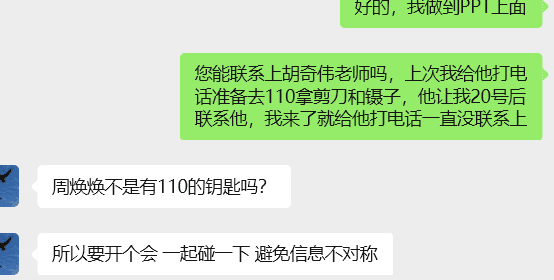 好的，我做到PPT上面
您能联系上胡奇伟老师吗，上次我给他打电
话准备去110拿剪刀和镊子，他让我20号后
联系他，我来了就给他打电话一直没联系上
周焕焕不是有110的钥匙吗？
所以要开个会 一起碰一下 避免信息不对称